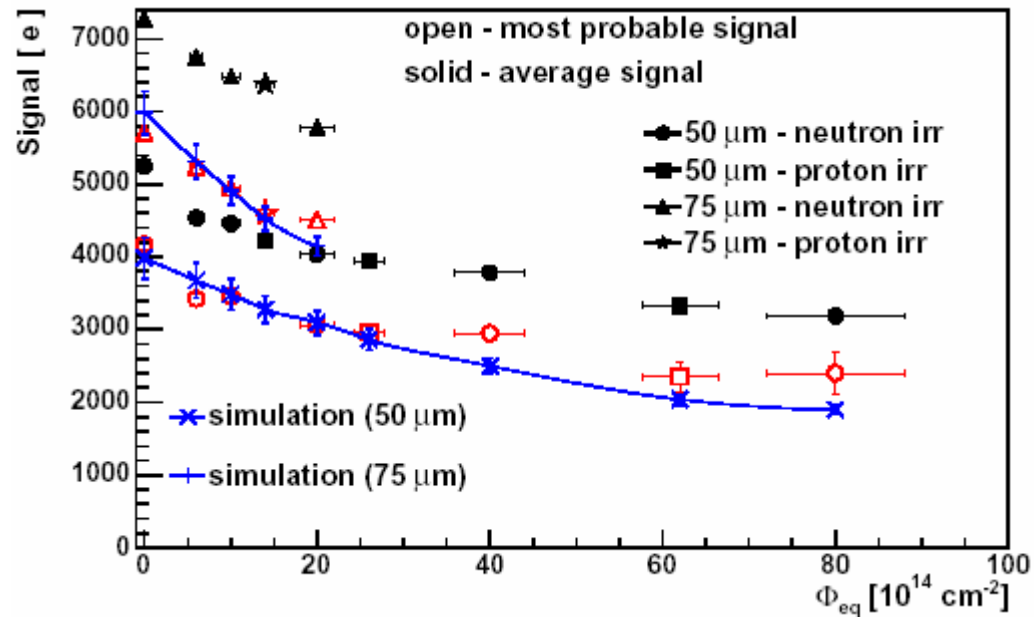 Signal [ e ]
7000
6000
5000
4000
3000
2000
1000
0
open - most probable signal
solid - average signal
50 μm - neutron irr
50 μm - proton irr
75 μm - neutron irr
75 μm - proton irr
simulation (50 μm)
simulation (75 μm)
0 20 40 60 80 100
Φeq [10¹⁴ cm⁻²]